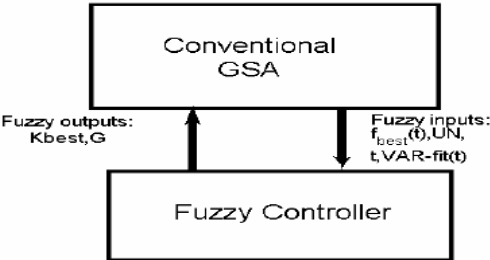 Conventional
GSA
Fuzzy outputs:
Kbest,G
Fuzzy inputs:
fbest(t),UN,
t,VAR-fit(t)
Fuzzy Controller